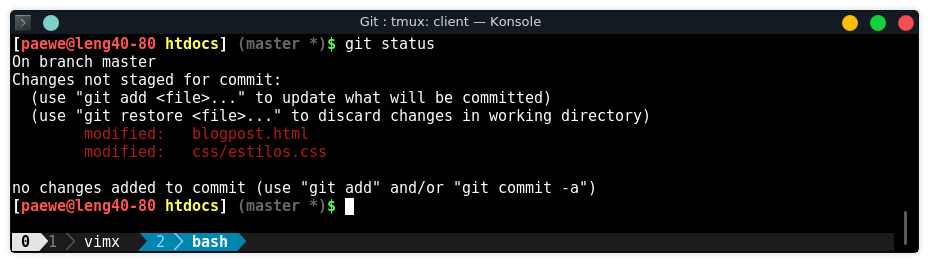 Git : tmux: client — Konsole
[paewe@leng40-80 htdocs] (master *)$ git status
On branch master
Changes not staged for commit:
  (use "git add <file>..." to update what will be committed)
  (use "git restore <file>..." to discard changes in working directory)
        modified:   blogpost.html
        modified:   css/estilos.css

no changes added to commit (use "git add" and/or "git commit -a")
[paewe@leng40-80 htdocs] (master *)$
0 1 vimx 2 bash